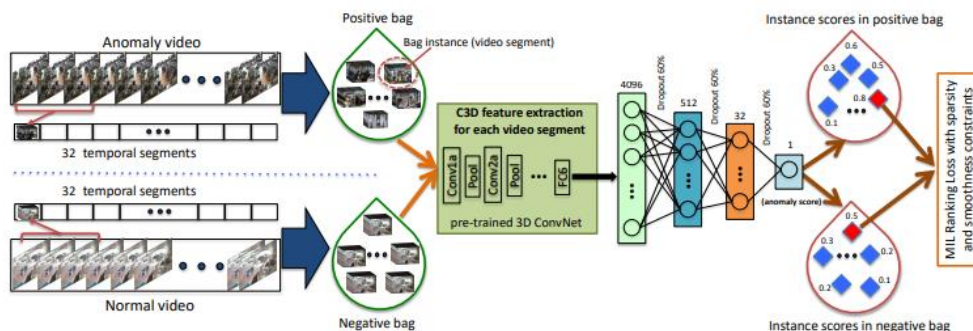 Anomaly video
32 temporal segments
32 temporal segments
Normal video
Positive bag
Bag instance (video segment)
Negative bag
C3D feature extraction
for each video segment
Conv1a
Pool
Conv2a
Pool
...
FC6
pre-trained 3D ConvNet
4096
Dropout 60%
512
Dropout 60%
32
Dropout 60%
1
(anomaly score)
Instance scores in positive bag
0.6
0.3
0.5
0.8
0.1
0.5
0.3
0.2
0.2
0.1
Instance scores in negative bag
MIL Ranking Loss with sparsity
and smoothness constraints